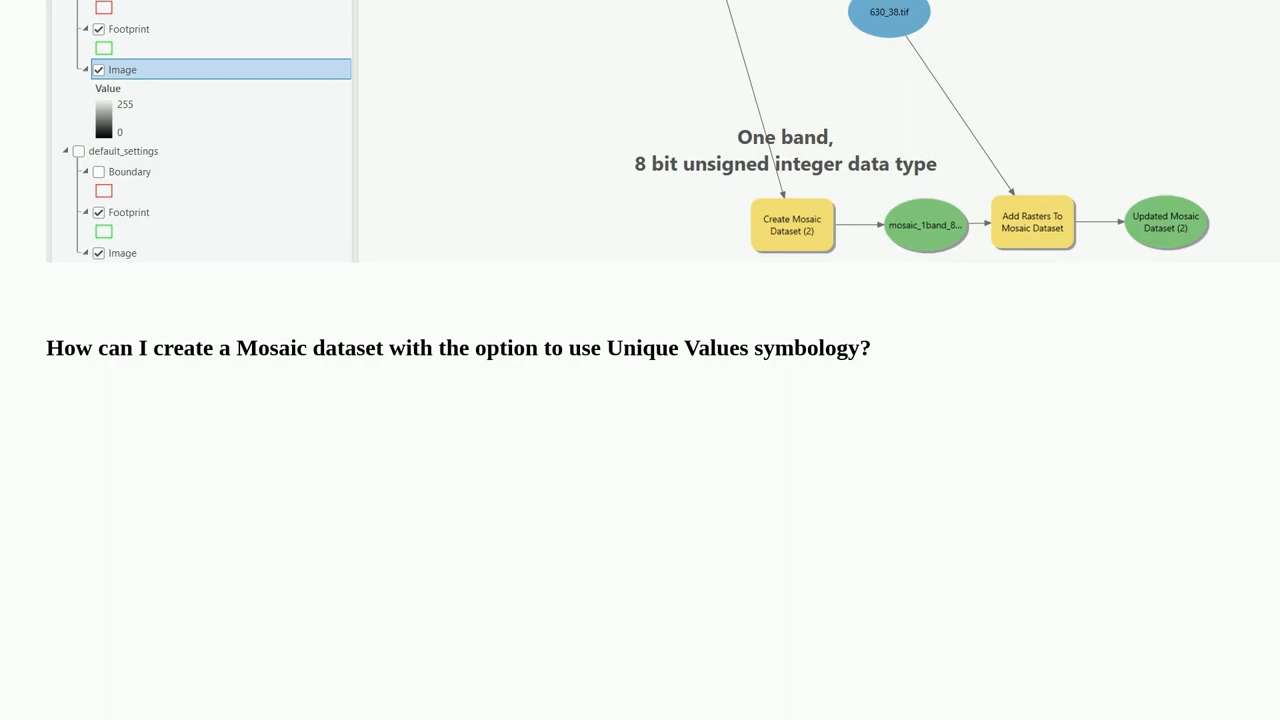 Footprint
Image
Value
255
0
default_settings
Boundary
Footprint
Image
630_38.tif
One band,
8 bit unsigned integer data type
Create Mosaic
Dataset (2)
mosaic_1band_8...
Add Rasters To
Mosaic Dataset
Updated Mosaic
Dataset (2)
How can I create a Mosaic dataset with the option to use Unique Values symbology?